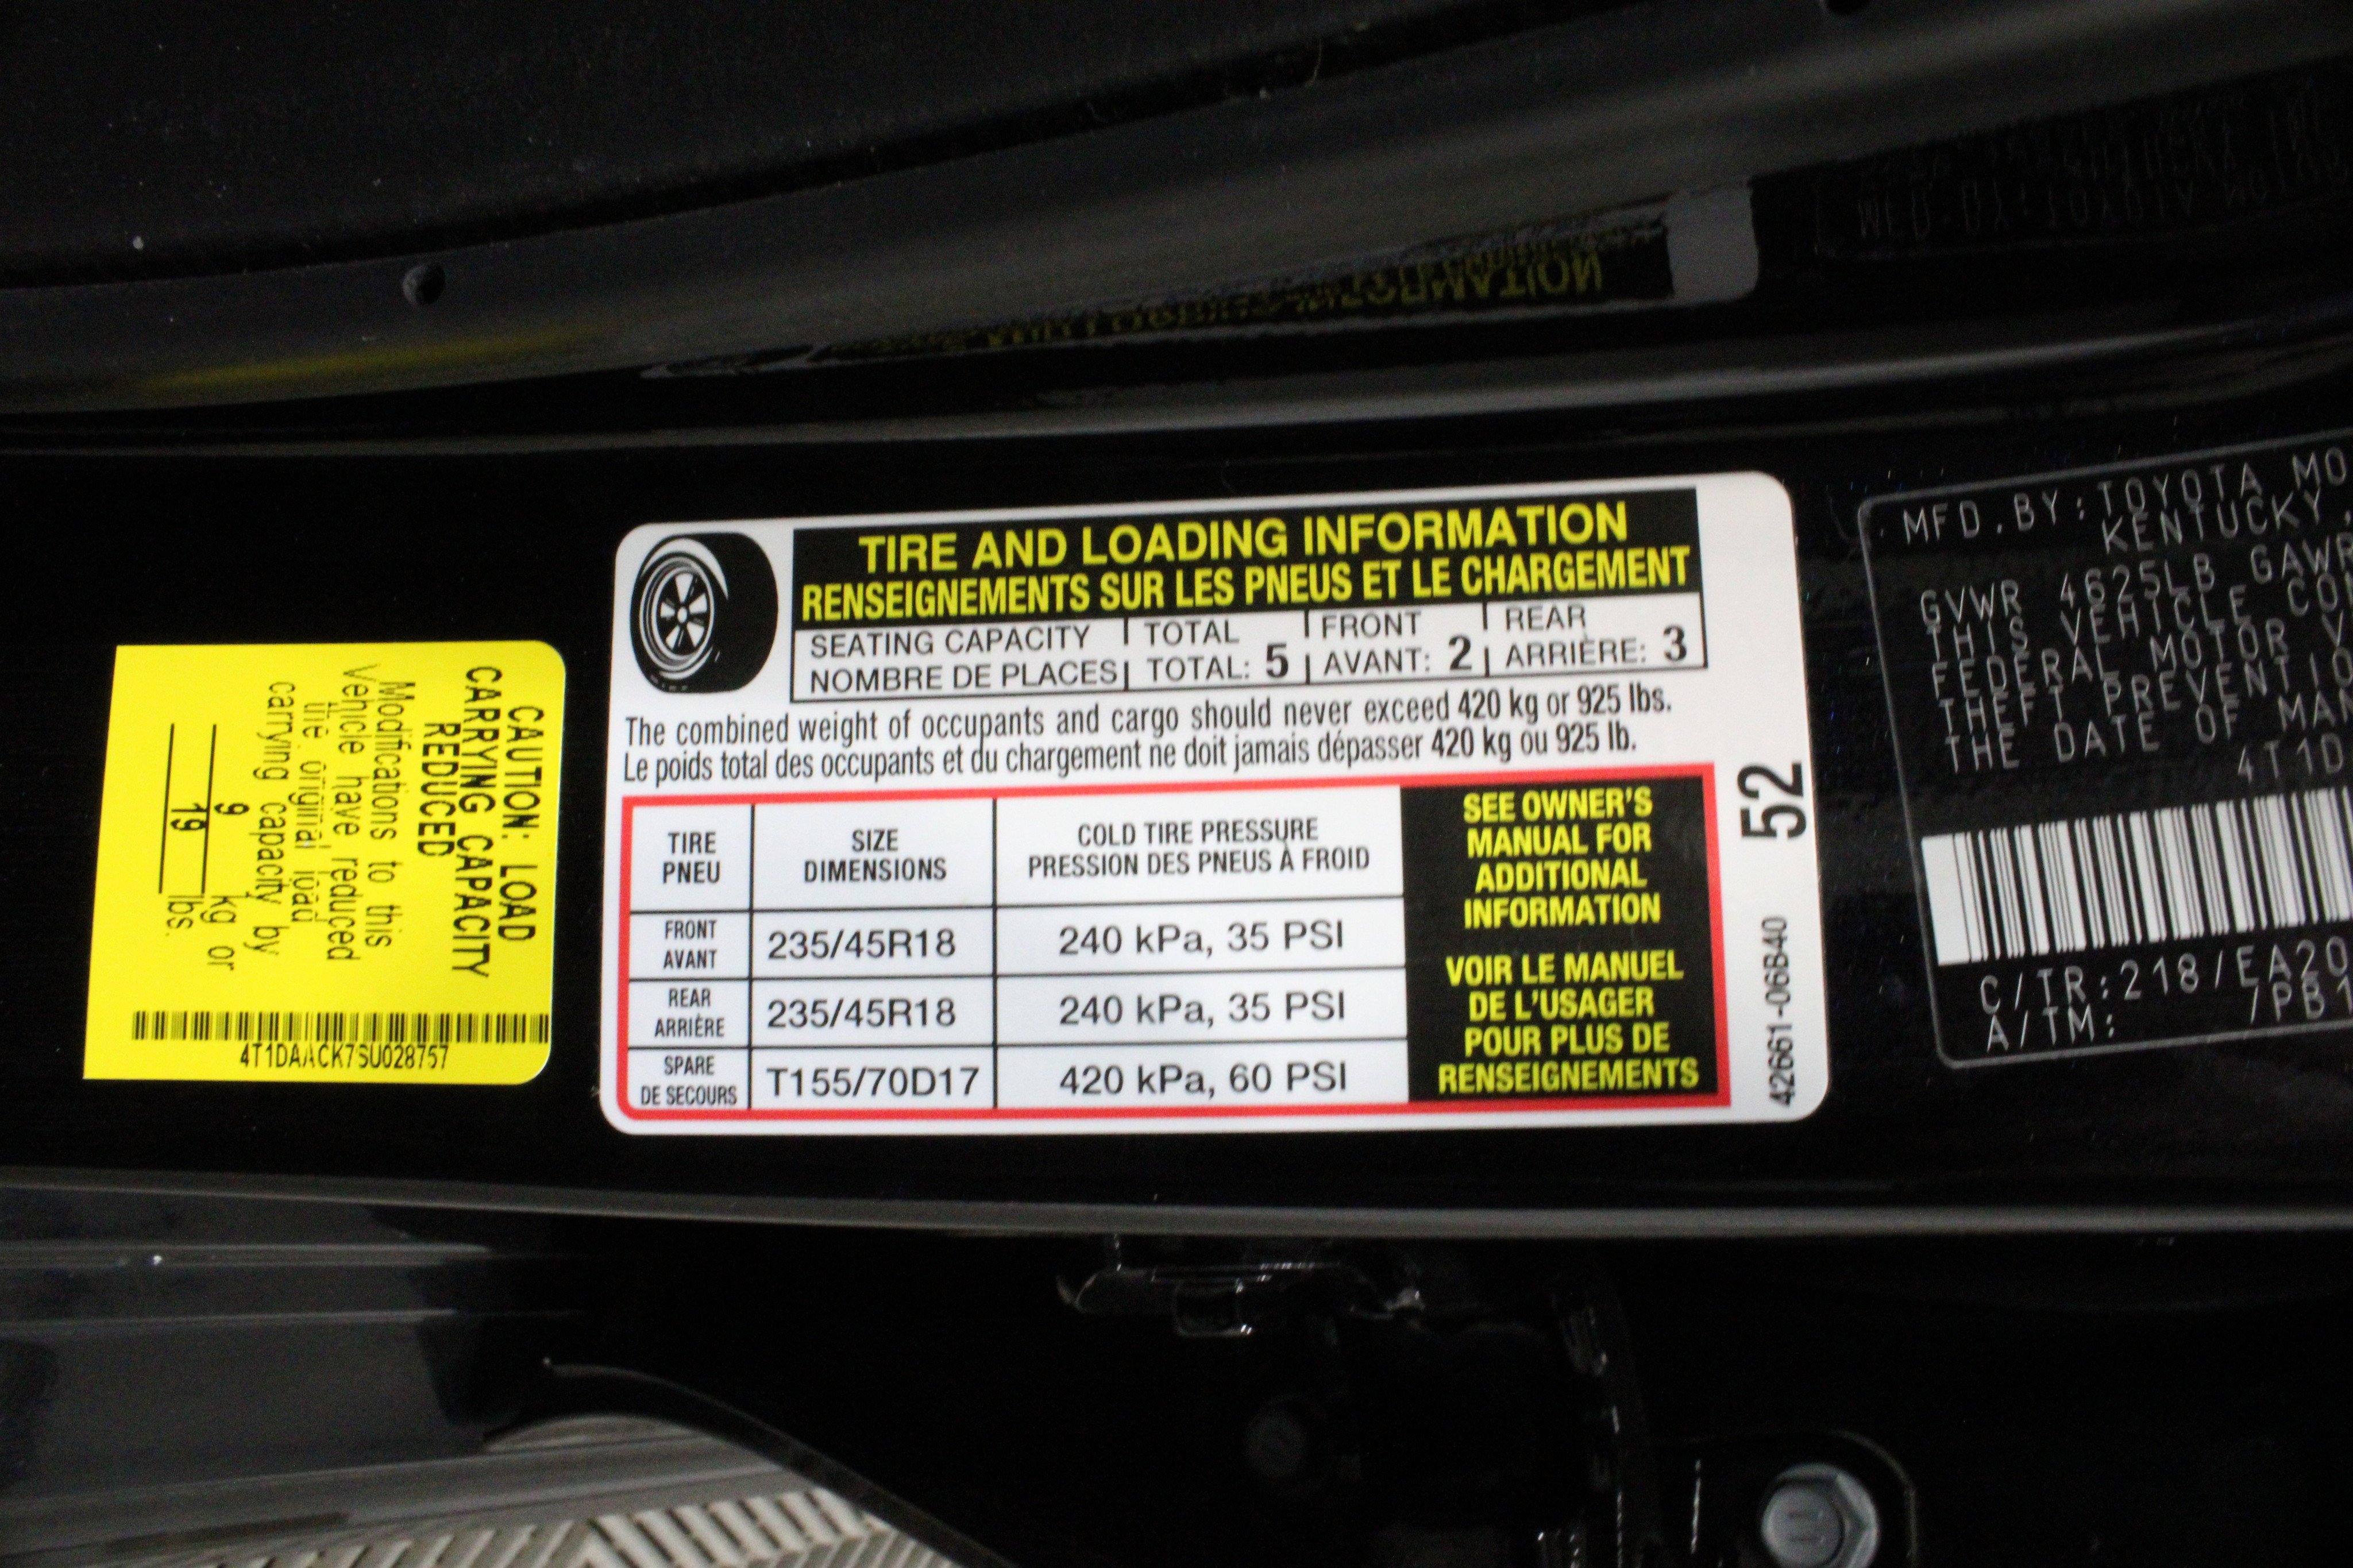 CAUTION: LOAD
CARRYING CAPACITY
REDUCED
Modifications to this
vehicle have reduced
the original load
carrying capacity by
9 kg or
19 lbs.
4T1DAACK7SU028757
TIRE AND LOADING INFORMATION
RENSEIGNEMENTS SUR LES PNEUS ET LE CHARGEMENT
SEATING CAPACITY TOTAL FRONT REAR
NOMBRE DE PLACES TOTAL: 5 AVANT: 2 ARRIÈRE: 3
The combined weight of occupants and cargo should never exceed 420 kg or 925 lbs.
Le poids total des occupants et du chargement ne doit jamais dépasser 420 kg ou 925 lb.
TIRE SIZE COLD TIRE PRESSURE
PNEU DIMENSIONS PRESSION DES PNEUS À FROID
FRONT
AVANT 235/45R18 240 kPa, 35 PSI
REAR
ARRIÈRE 235/45R18 240 kPa, 35 PSI
SPARE
DE SECOURS T155/70D17 420 kPa, 60 PSI
SEE OWNER'S
MANUAL FOR
ADDITIONAL
INFORMATION
VOIR LE MANUEL
DE L'USAGER
POUR PLUS DE
RENSEIGNEMENTS
52
42661-06B40
MFD.BY:TOYOTA MO
KENTUCKY,
GVWR 4625LB GAWR
THIS VEHICLE CON
FEDERAL MOTOR V
THEFT PREVENTIO
THE DATE OF MAN
4T1D
C/TR:218/EA20
A/TM: /PB1